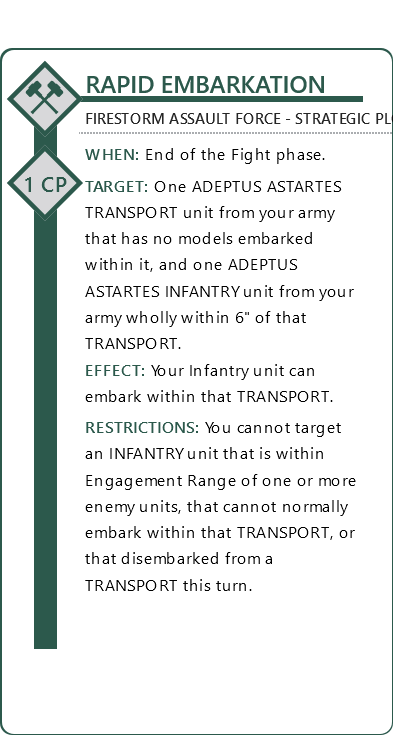 RAPID EMBARKATION
FIRESTORM ASSAULT FORCE - STRATEGIC
1 CP
WHEN: End of the Fight phase.
TARGET: One ADEPTUS ASTARTES
TRANSPORT unit from your army
that has no models embarked
within it, and one ADEPTUS
ASTARTES INFANTRY unit from your
army wholly within 6" of that
TRANSPORT.
EFFECT: Your Infantry unit can
embark within that TRANSPORT.
RESTRICTIONS: You cannot target
an INFANTRY unit that is within
Engagement Range of one or more
enemy units, that cannot normally
embark within that TRANSPORT, or
that disembarked from a
TRANSPORT this turn.